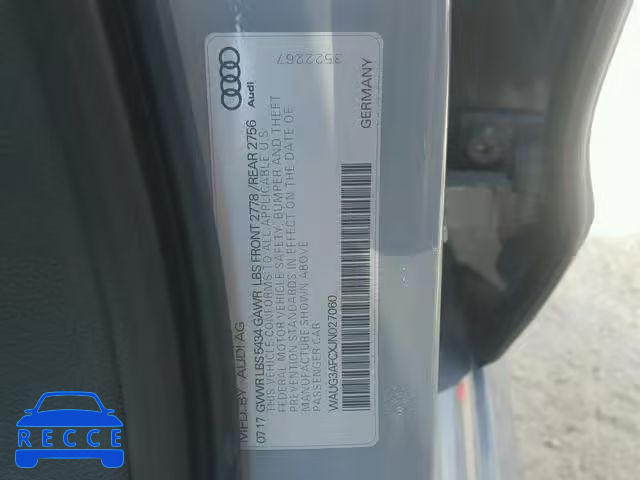 MFD. BY AUDI AG
07.17 GVWR LBS 5434 GAWR LBS FRONT 2778 /REAR 2756
THIS VEHICLE CONFORMS TO ALL APPLICABLE U S
FEDERAL MOTOR VEHICLE SAFETY, BUMPER AND THEFT
PREVENTION STANDARDS IN EFFECT ON THE DATE OF
MANUFACTURE SHOWN ABOVE
PASSENGER CAR
WAUG3AFCXJN027060
Audi
3522267
GERMANY
RECCE